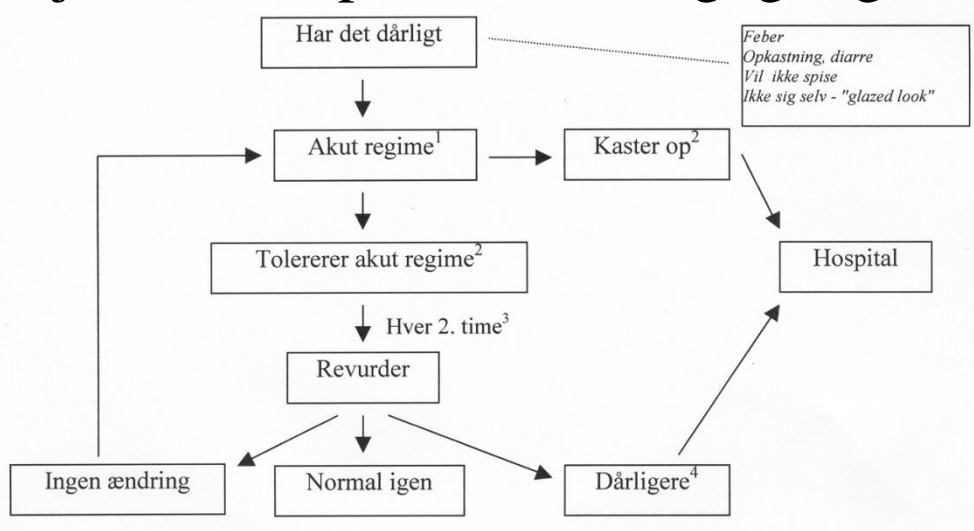 Har det dårligt
Feber
Opkastning, diarre
Vil ikke spise
Ikke sig selv - "glazed look"
Akut regime¹
Kaster op²
Tolererer akut regime²
Hospital
Hver 2. time³
Revurder
Ingen ændring
Normal igen
Dårligere⁴